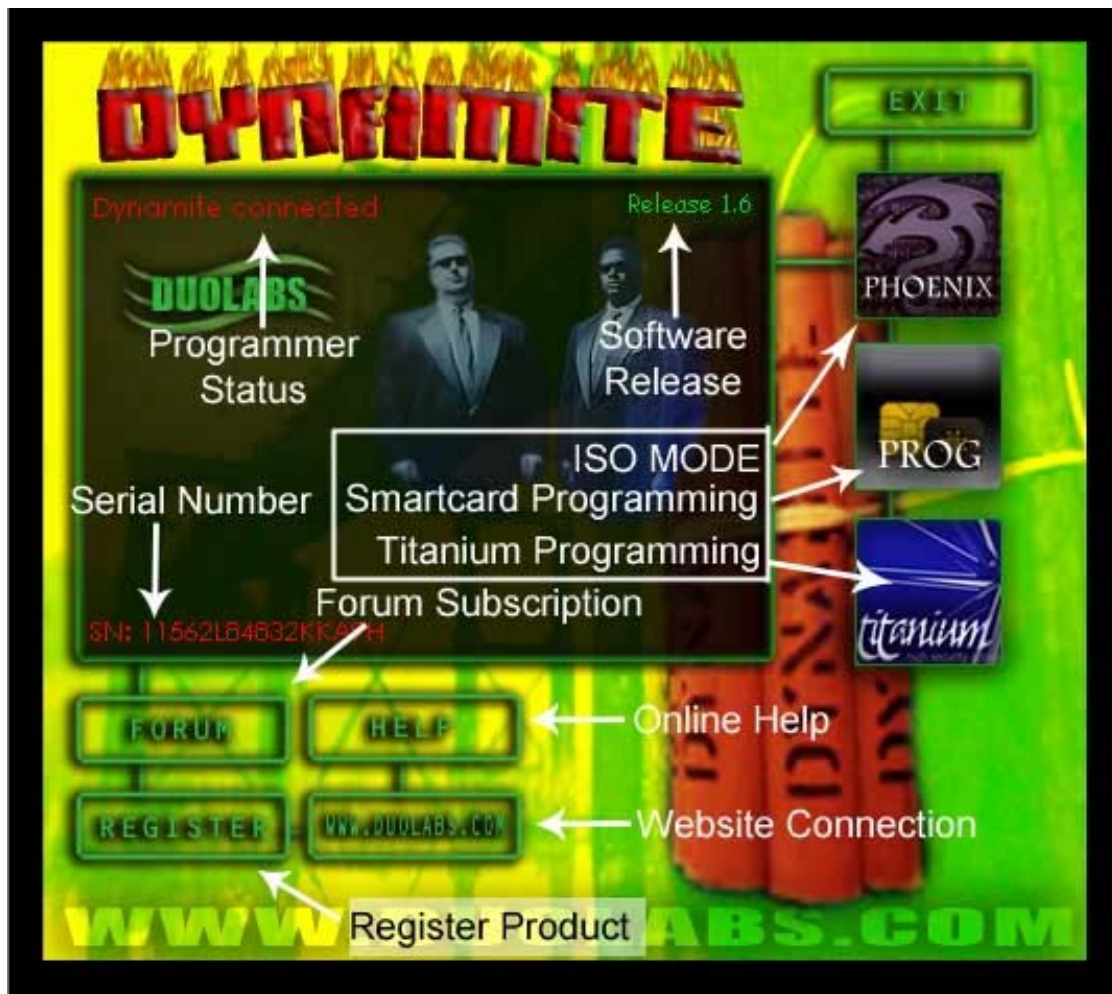 DYNAMITE
EXIT
Dynamite connected
Release 1.6
DUOLABS
PHOENIX
Programmer
Status
Software
Release
ISO MODE
PROG
Smartcard Programming
Serial Number
Titanium Programming
Forum Subscription
titanium
FORUM
HELP
Online Help
REGISTER
WWW.DUOLABS.COM
Website Connection
Register Product